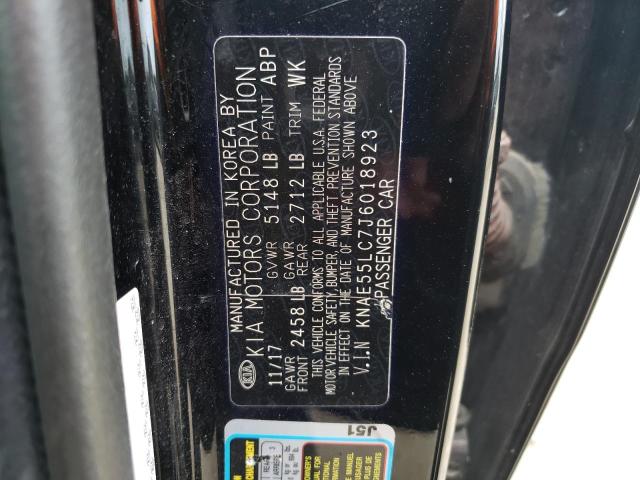 KIA
MANUFACTURED IN KOREA BY
KIA MOTORS CORPORATION
11/17 GVWR 5148 LB PAINT ABP
GAWR FRONT 2458 LB GAWR REAR 2712 LB TRIM WK
THIS VEHICLE CONFORMS TO ALL APPLICABLE U.S.A. FEDERAL
MOTOR VEHICLE SAFETY, BUMPER, AND THEFT PREVENTION STANDARDS
IN EFFECT ON THE DATE OF MANUFACTURE SHOWN ABOVE
V.I.N KNAE55LC7J6018923
PASSENGER CAR
J51